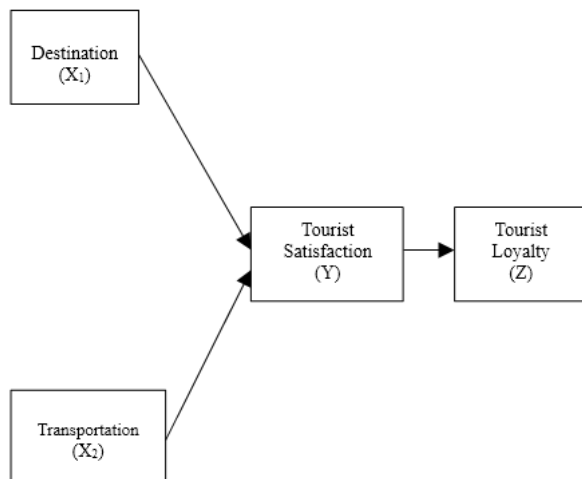 Destination
(X₁)
Tourist
Satisfaction
(Y)
Tourist
Loyalty
(Z)
Transportation
(X₂)